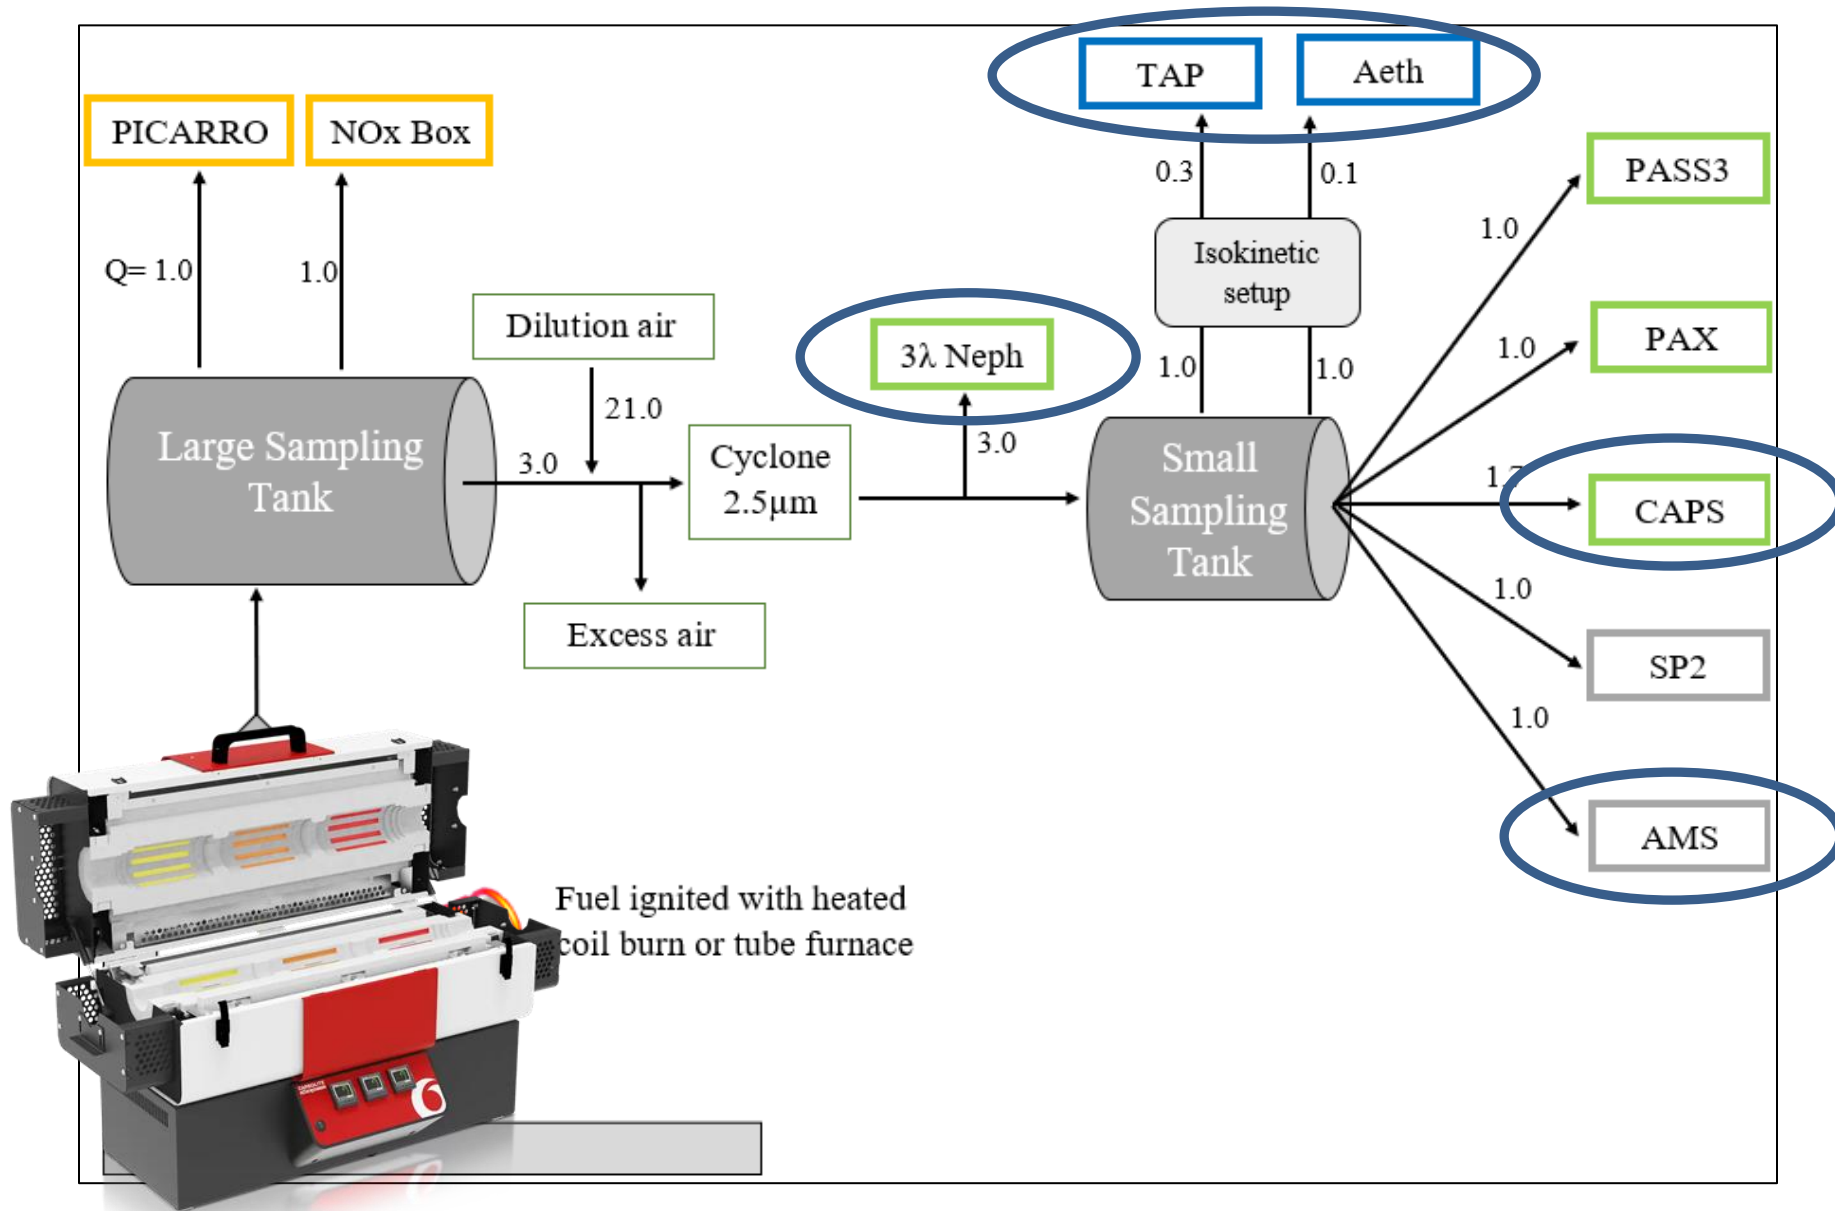 TAP
Aeth
PICARRO
NOx Box
0.3
0.1
PASS3
Isokinetic
setup
1.0
Q= 1.0
1.0
Dilution air
3λ Neph
1.0
1.0
1.0
PAX
21.0
Large Sampling
Tank
3.0
Cyclone
2.5µm
3.0
Small
Sampling
Tank
CAPS
1.0
Excess air
SP2
1.0
AMS
Fuel ignited with heated
coil burn or tube furnace